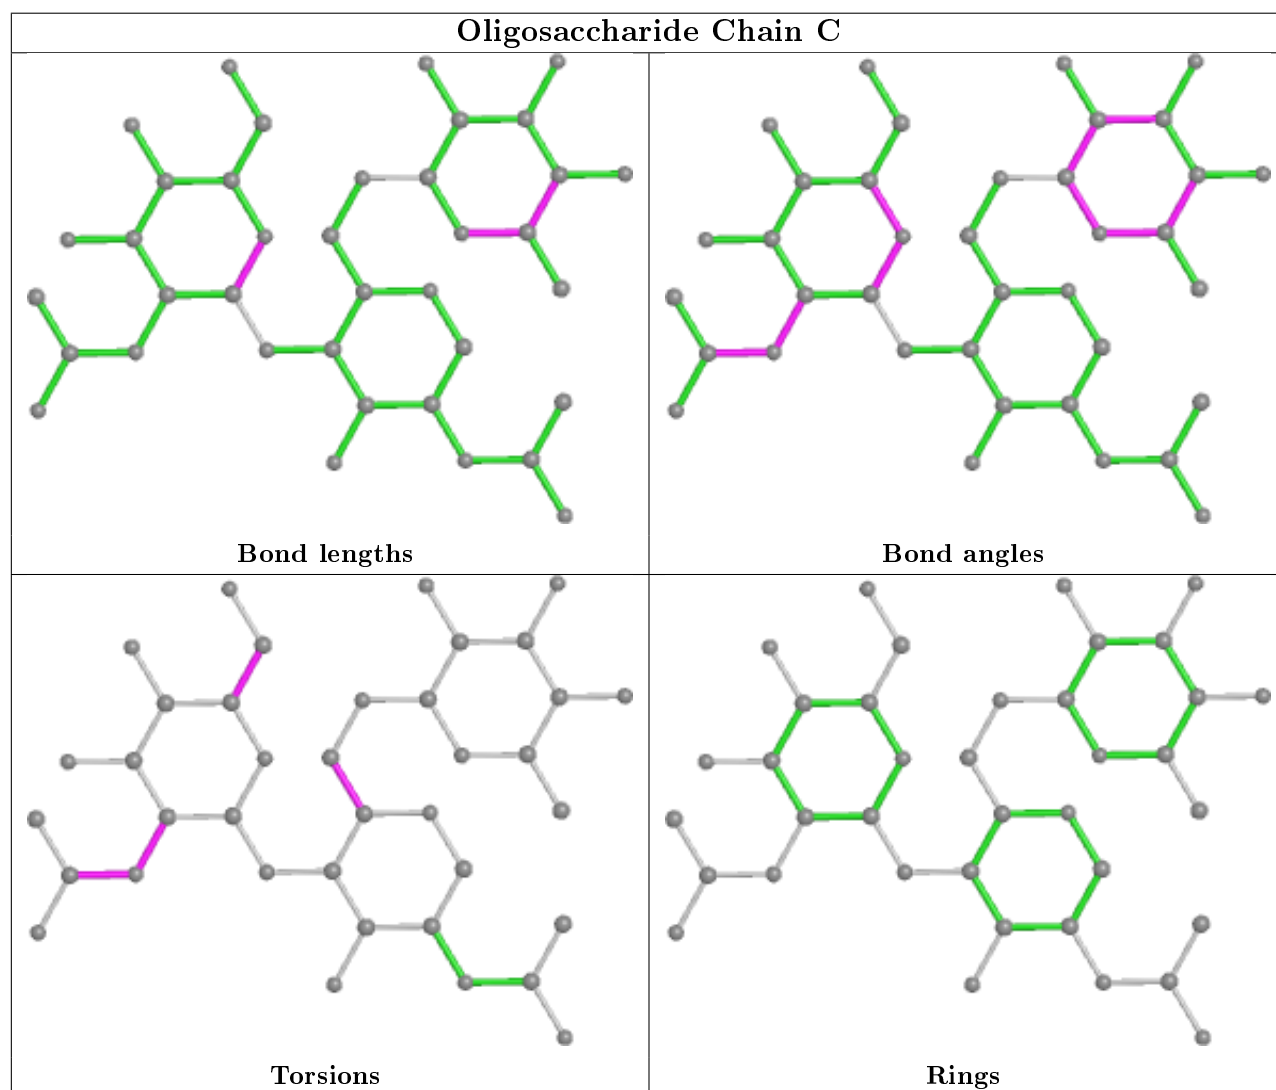 Oligosaccharide Chain C
Bond lengths
Bond angles
Torsions
Rings